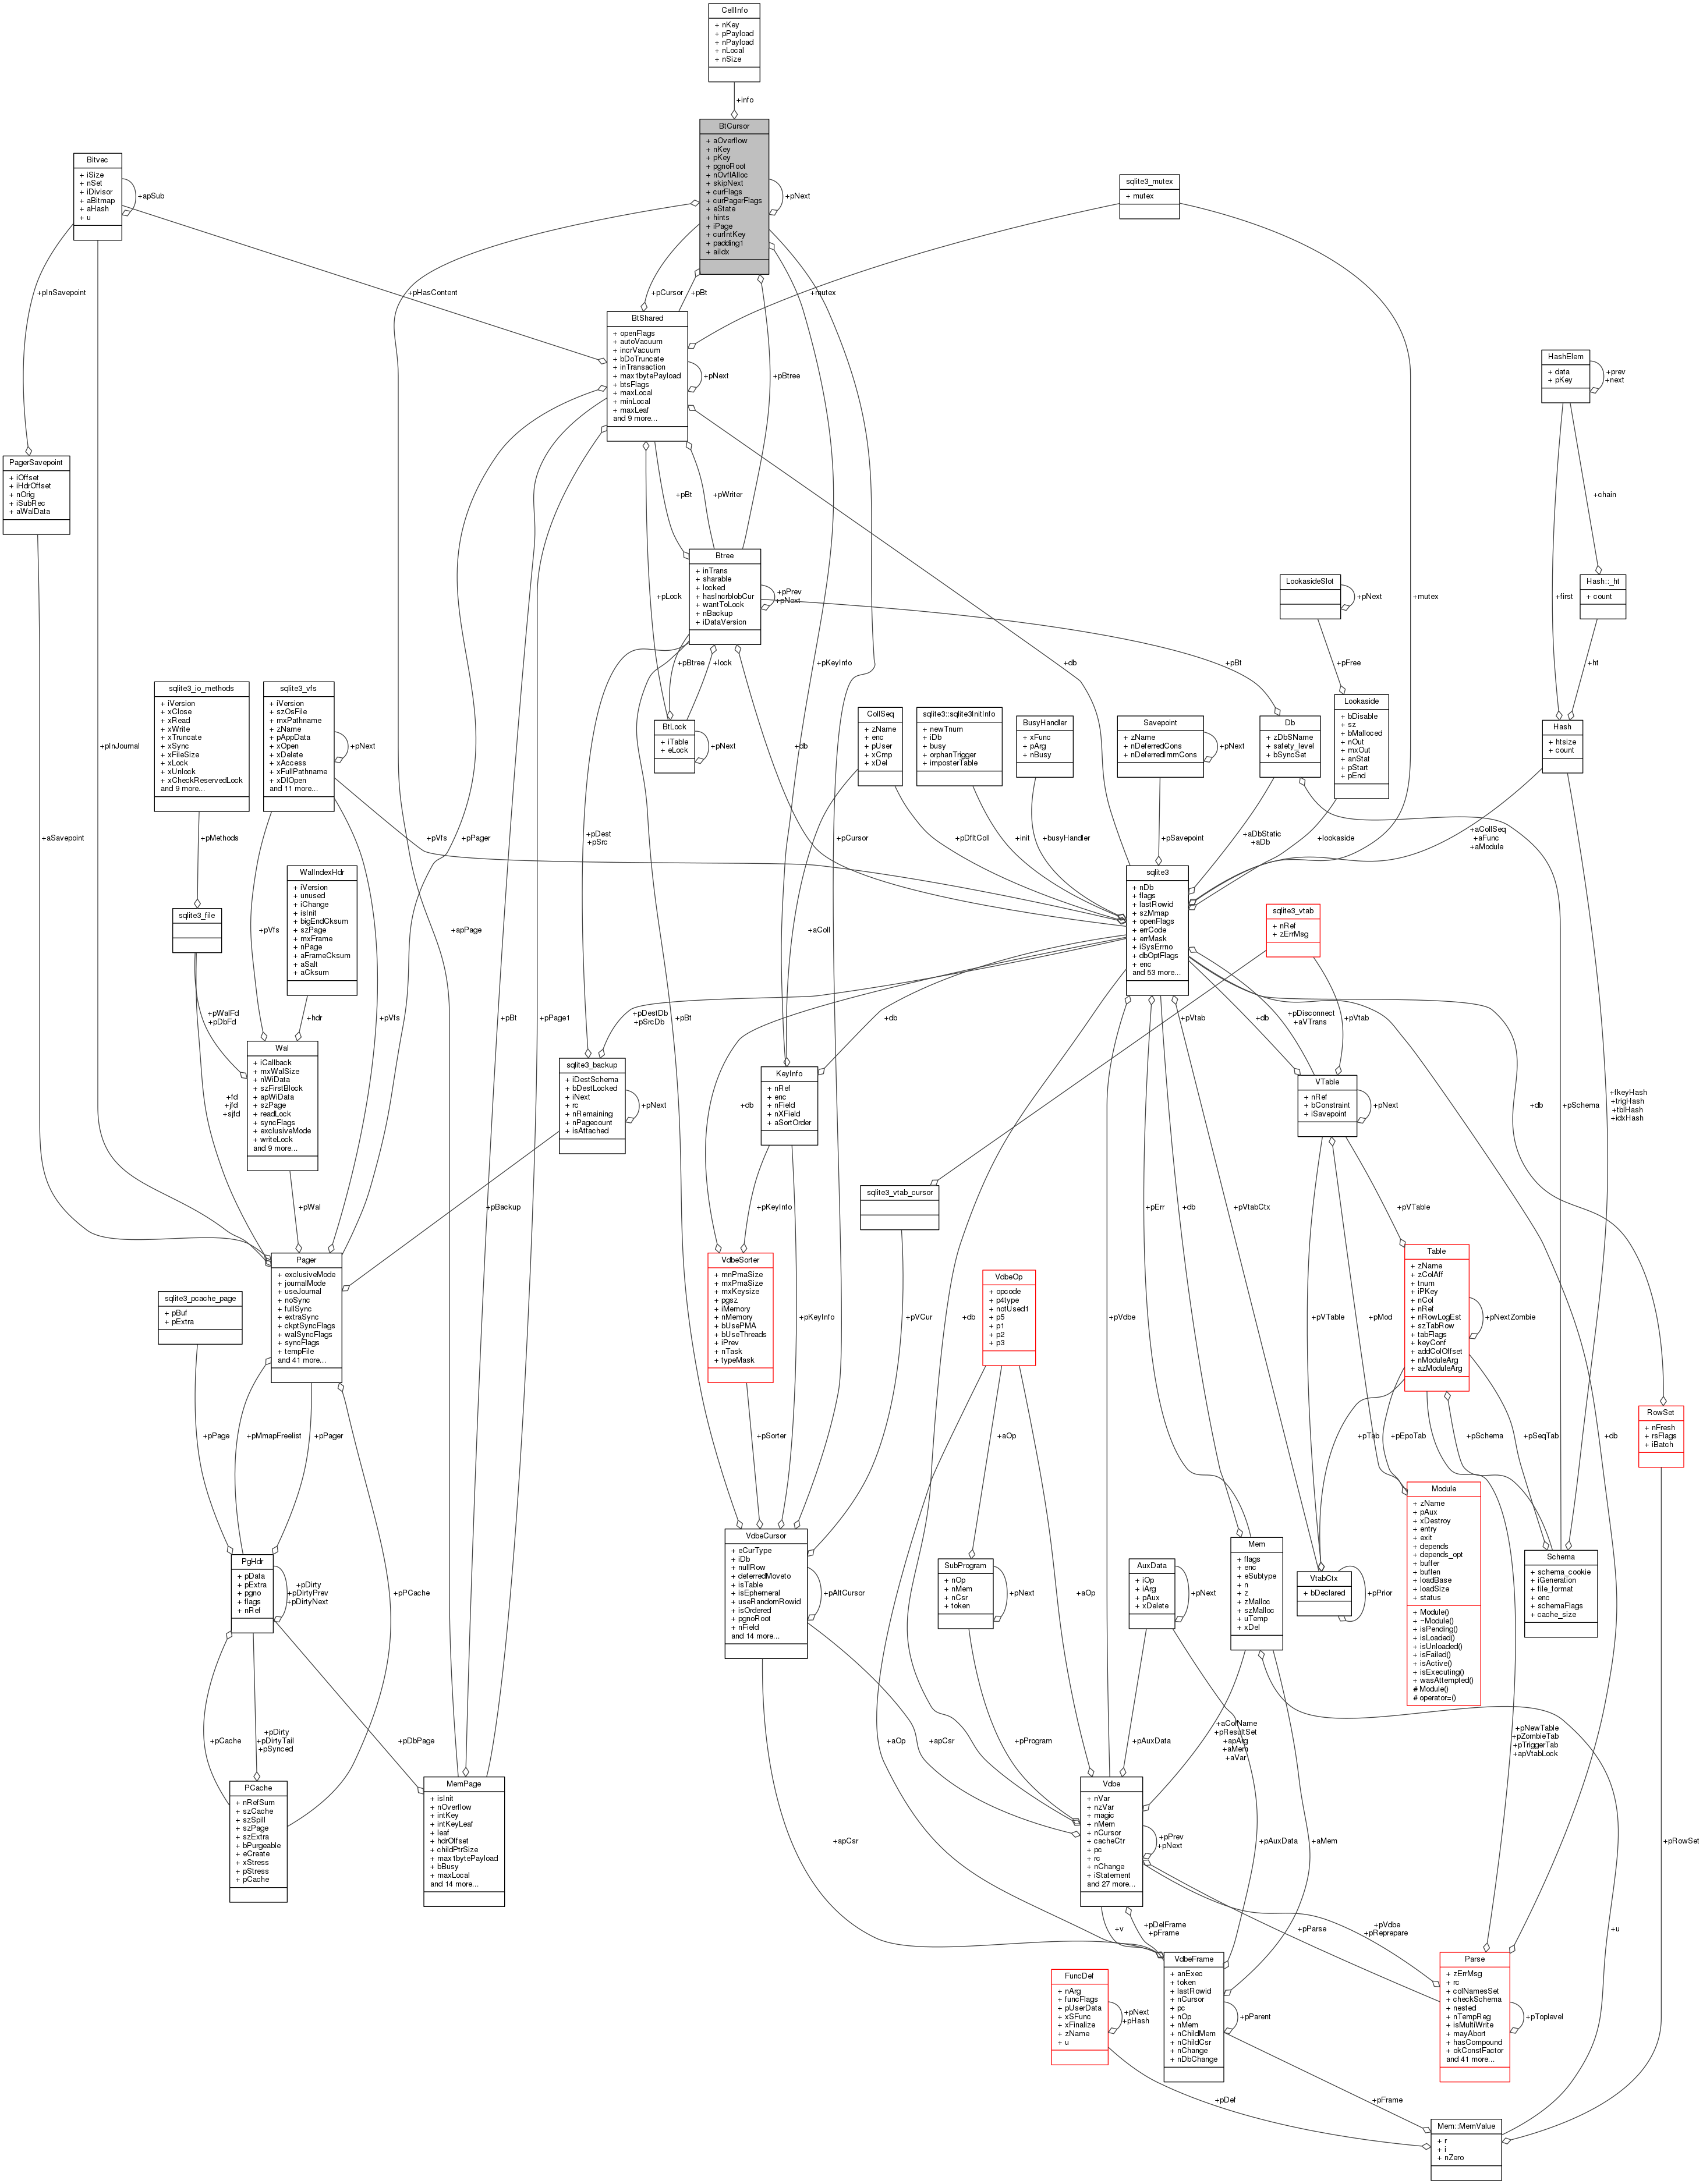 CellInfo
+ nKey
+ pPayload
+ nPayload
+ nLocal
+ nSize
+info
BtCursor
+ aOverflow
+ nKey
+ pKey
+ pgnoRoot
+ nOvflAlloc
+ skipNext
+ curFlags
+ curPagerFlags
+ eState
+ hints
+ iPage
+ curIntKey
+ padding1
+ aiIdx
+pNext
Bitvec
+ iSize
+ nSet
+ iDivisor
+ aBitmap
+ aHash
+ u
+apSub
sqlite3_mutex
+ mutex
+pInSavepoint
+pHasContent
+pCursor
+pBt
+mutex
BtShared
+ openFlags
+ autoVacuum
+ incrVacuum
+ bDoTruncate
+ inTransaction
+ max1bytePayload
+ btsFlags
+ maxLocal
+ minLocal
+ maxLeaf
and 9 more...
+pNext
+pBtree
HashElem
+ data
+ pKey
+prev
+next
PagerSavepoint
+ iOffset
+ iHdrOffset
+ nOrig
+ iSubRec
+ aWalData
+pBt
+pWriter
+chain
Btree
+ inTrans
+ sharable
+ locked
+ hasIncrblobCur
+ wantToLock
+ nBackup
+ iDataVersion
+pPrev
+pNext
+pLock
LookasideSlot
+pNext
Hash::_ht
+ count
+first
+mutex
+pBtree
+lock
+pKeyInfo
+db
+pBt
+pFree
+ht
sqlite3_io_methods
+ iVersion
+ xClose
+ xRead
+ xWrite
+ xTruncate
+ xSync
+ xFileSize
+ xLock
+ xUnlock
+ xCheckReservedLock
and 9 more...
sqlite3_vfs
+ iVersion
+ szOsFile
+ mxPathname
+ zName
+ pAppData
+ xOpen
+ xDelete
+ xAccess
+ xFullPathname
+ xDlOpen
and 11 more...
+pNext
BtLock
+ iTable
+ eLock
+pNext
+db
CollSeq
+ zName
+ enc
+ pUser
+ xCmp
+ xDel
sqlite3::sqlite3InitInfo
+ newTnum
+ iDb
+ busy
+ orphanTrigger
+ imposterTable
BusyHandler
+ xFunc
+ pArg
+ nBusy
Savepoint
+ zName
+ nDeferredCons
+ nDeferredImmCons
+pNext
Db
+ zDbSName
+ safety_level
+ bSyncSet
Lookaside
+ bDisable
+ sz
+ bMalloced
+ nOut
+ mxOut
+ anStat
+ pStart
+ pEnd
Hash
+ htsize
+ count
+pInJournal
+aSavepoint
+pMethods
+pVfs
+pPager
+pDest
+pSrc
+pCursor
+pDfltColl
+init
+busyHandler
+pSavepoint
+aDbStatic
+aDb
+lookaside
+aCollSeq
+aFunc
+aModule
WalIndexHdr
+ iVersion
+ unused
+ iChange
+ isInit
+ bigEndCksum
+ szPage
+ mxFrame
+ nPage
+ aFrameCksum
+ aSalt
+ aCksum
sqlite3
+ nDb
+ flags
+ lastRowid
+ szMmap
+ openFlags
+ errCode
+ errMask
+ iSysErrno
+ dbOptFlags
+ enc
and 53 more...
sqlite3_file
sqlite3_vtab
+ nRef
+ zErrMsg
+pVfs
+apPage
+aColl
+pWalFd
+pDbFd
+hdr
+pVfs
+pBt
+pPage1
+pBt
+pDestDb
+pSrcDb
+db
+pVtab
+db
+pDisconnect
+aVTrans
+pVtab
Wal
+ iCallback
+ mxWalSize
+ nWiData
+ szFirstBlock
+ apWiData
+ szPage
+ readLock
+ syncFlags
+ exclusiveMode
+ writeLock
and 9 more...
sqlite3_backup
+ iDestSchema
+ bDestLocked
+ iNext
+ rc
+ nRemaining
+ nPagecount
+ isAttached
+pNext
KeyInfo
+ nRef
+ enc
+ nField
+ nXField
+ aSortOrder
VTable
+ nRef
+ bConstraint
+ iSavepoint
+pNext
+fd
+jfd
+sjfd
+db
+db
+pSchema
+fkeyHash
+trigHash
+tblHash
+idxHash
sqlite3_vtab_cursor
+pWal
+pBackup
+pKeyInfo
+pErr
+db
+pVtabCtx
+pVTable
Pager
+ exclusiveMode
+ journalMode
+ useJournal
+ noSync
+ fullSync
+ extraSync
+ ckptSyncFlags
+ walSyncFlags
+ syncFlags
+ tempFile
and 41 more...
VdbeSorter
+ mnPmaSize
+ mxPmaSize
+ mxKeysize
+ pgsz
+ iMemory
+ nMemory
+ bUsePMA
+ bUseThreads
+ iPrev
+ nTask
+ typeMask
VdbeOp
+ opcode
+ p4type
+ notUsed1
+ p5
+ p1
+ p2
+ p3
Table
+ zName
+ zColAff
+ tnum
+ iPKey
+ nCol
+ nRef
+ nRowLogEst
+ szTabRow
+ tabFlags
+ keyConf
+ addColOffset
+ nModuleArg
+ azModuleArg
+pNextZombie
sqlite3_pcache_page
+ pBuf
+ pExtra
+pKeyInfo
+pVCur
+db
+pVdbe
+pVTable
+pMod
RowSet
+ nFresh
+ rsFlags
+ iBatch
+pPage
+pMmapFreelist
+pPager
+pSorter
+aOp
+pTab
+pEpoTab
+pSchema
+pSeqTab
+db
Module
+ zName
+ pAux
+ xDestroy
+ entry
+ exit
+ depends
+ depends_opt
+ buffer
+ buflen
+ loadBase
+ loadSize
+ status
+ Module()
+ ~Module()
+ isPending()
+ isLoaded()
+ isUnloaded()
+ isFailed()
+ isActive()
+ isExecuting()
+ wasAttempted()
# Module()
# operator=()
VdbeCursor
+ eCurType
+ iDb
+ nullRow
+ deferredMoveto
+ isTable
+ isEphemeral
+ useRandomRowid
+ isOrdered
+ pgnoRoot
+ nField
and 14 more...
+pAltCursor
PgHdr
+ pData
+ pExtra
+ pgno
+ flags
+ nRef
+pDirty
+pDirtyPrev
+pDirtyNext
+pPCache
SubProgram
+ nOp
+ nMem
+ nCsr
+ token
+pNext
+aOp
AuxData
+ iOp
+ iArg
+ pAux
+ xDelete
+pNext
Mem
+ flags
+ enc
+ eSubtype
+ n
+ z
+ zMalloc
+ szMalloc
+ uTemp
+ xDel
VtabCtx
+ bDeclared
+pPrior
Schema
+ schema_cookie
+ iGeneration
+ file_format
+ enc
+ schemaFlags
+ cache_size
+pCache
+pDirty
+pDirtyTail
+pSynced
+pDbPage
+aOp
+apCsr
+pProgram
+pAuxData
+aColName
+pResultSet
+apArg
+aMem
+aVar
+pNewTable
+pZombieTab
+pTriggerTab
+apVtabLock
PCache
+ nRefSum
+ szCache
+ szSpill
+ szPage
+ szExtra
+ bPurgeable
+ eCreate
+ xStress
+ pStress
+ pCache
MemPage
+ isInit
+ nOverflow
+ intKey
+ intKeyLeaf
+ leaf
+ hdrOffset
+ childPtrSize
+ max1bytePayload
+ bBusy
+ maxLocal
and 14 more...
Vdbe
+ nVar
+ nzVar
+ magic
+ nMem
+ nCursor
+ cacheCtr
+ pc
+ rc
+ nChange
+ iStatement
and 27 more...
+pPrev
+pNext
+apCsr
+pAuxData
+aMem
+pRowSet
+v
+pDelFrame
+pFrame
+pParse
+pVdbe
+pReprepare
+u
VdbeFrame
+ anExec
+ token
+ lastRowid
+ nCursor
+ pc
+ nOp
+ nMem
+ nChildMem
+ nChildCsr
+ nChange
+ nDbChange
+pParent
Parse
+ zErrMsg
+ rc
+ colNamesSet
+ checkSchema
+ nested
+ nTempReg
+ isMultiWrite
+ mayAbort
+ hasCompound
+ okConstFactor
and 41 more...
+pToplevel
FuncDef
+ nArg
+ funcFlags
+ pUserData
+ xSFunc
+ xFinalize
+ zName
+ u
+pNext
+pHash
+pDef
+pFrame
Mem::MemValue
+ r
+ i
+ nZero